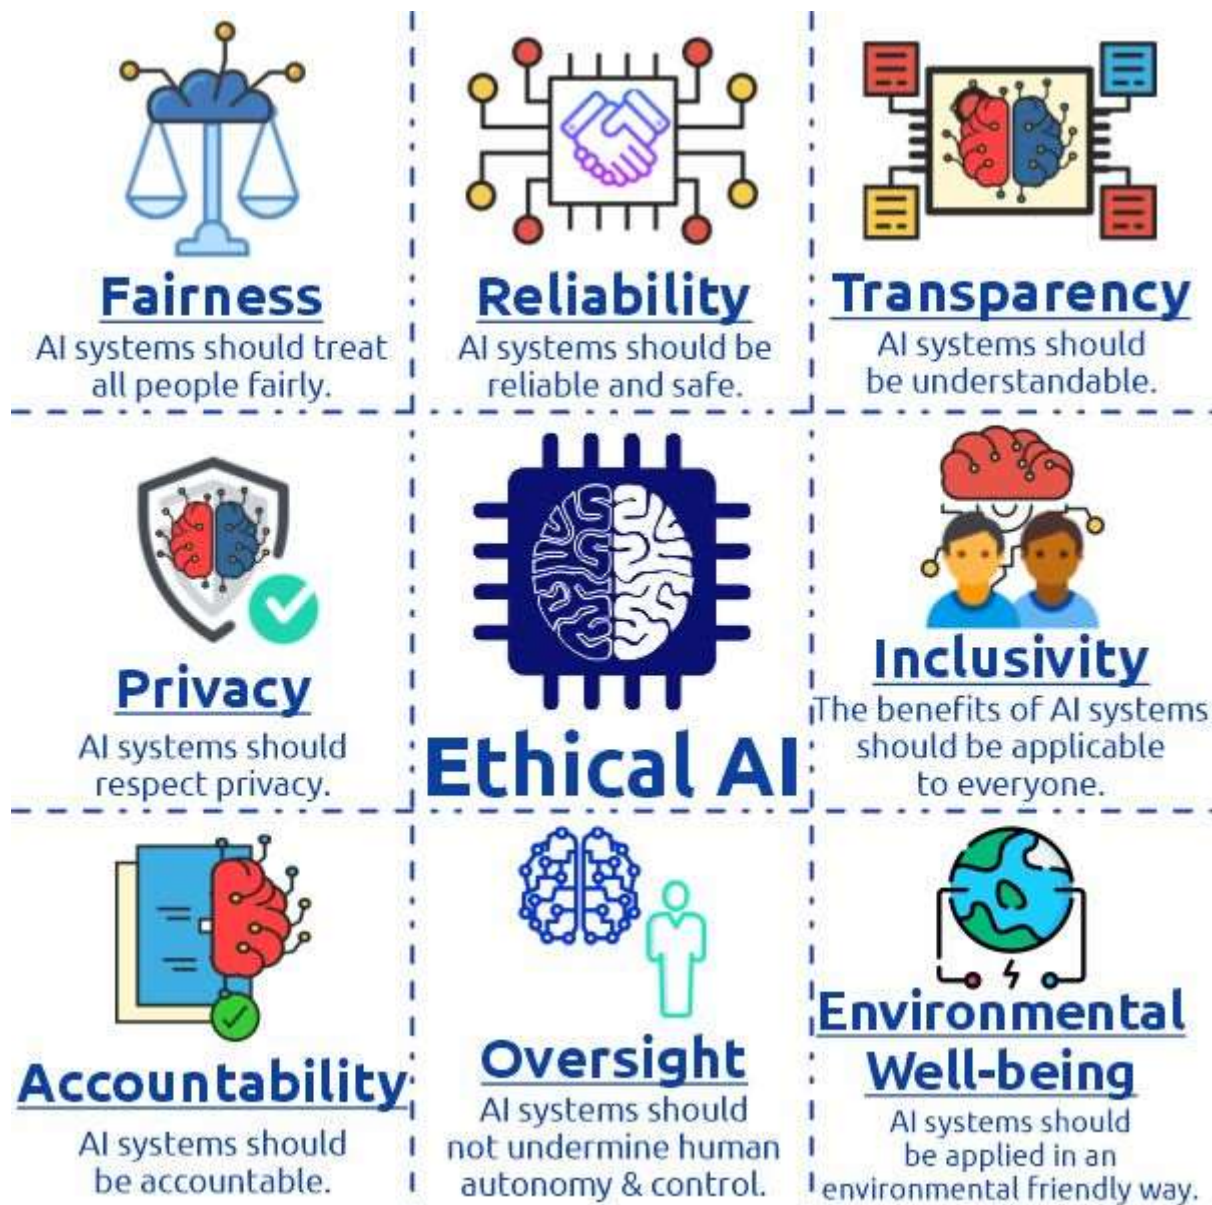 Fairness
AI systems should treat
all people fairly.
Reliability
AI systems should be
reliable and safe.
Transparency
AI systems should
be understandable.
Privacy
AI systems should
respect privacy.
Ethical AI
Inclusivity
The benefits of AI systems
should be applicable
to everyone.
Accountability
AI systems should
be accountable.
Oversight
AI systems should
not undermine human
autonomy & control.
Environmental
Well-being
AI systems should
be applied in an
environmental friendly way.